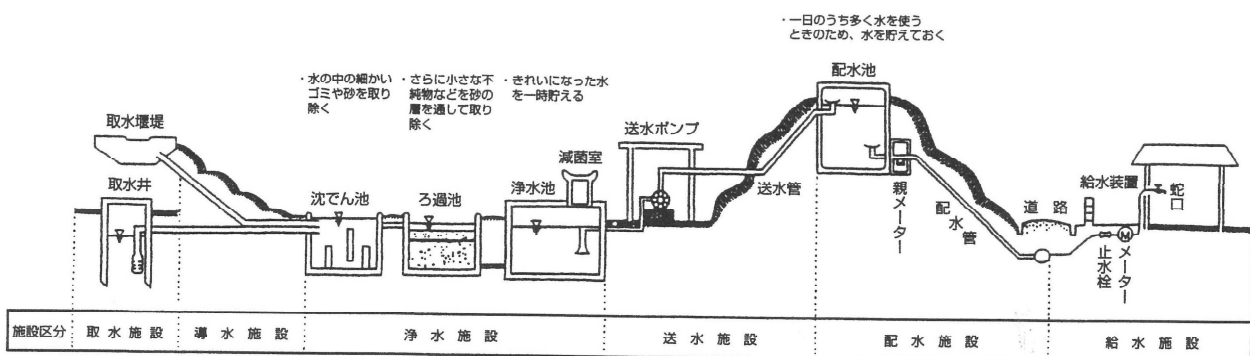 ・一日のうち多く水を使う
ときのため、水を貯えておく
配水池
・水の中の細かい
ゴミや砂を取り
除く
・さらに小さな不
純物などを砂の
層を通して取り
除く
・きれいになった水
を一時貯える
取水堰堤
送水ポンプ
減菌室
取水井
沈でん池
ろ過池
浄水池
送水管
親メーター
配水管
給水装置
道路
蛇口
止水栓
M
メーター
施設区分 取水施設 導水施設 浄水施設 送水施設 配水施設 給水施設